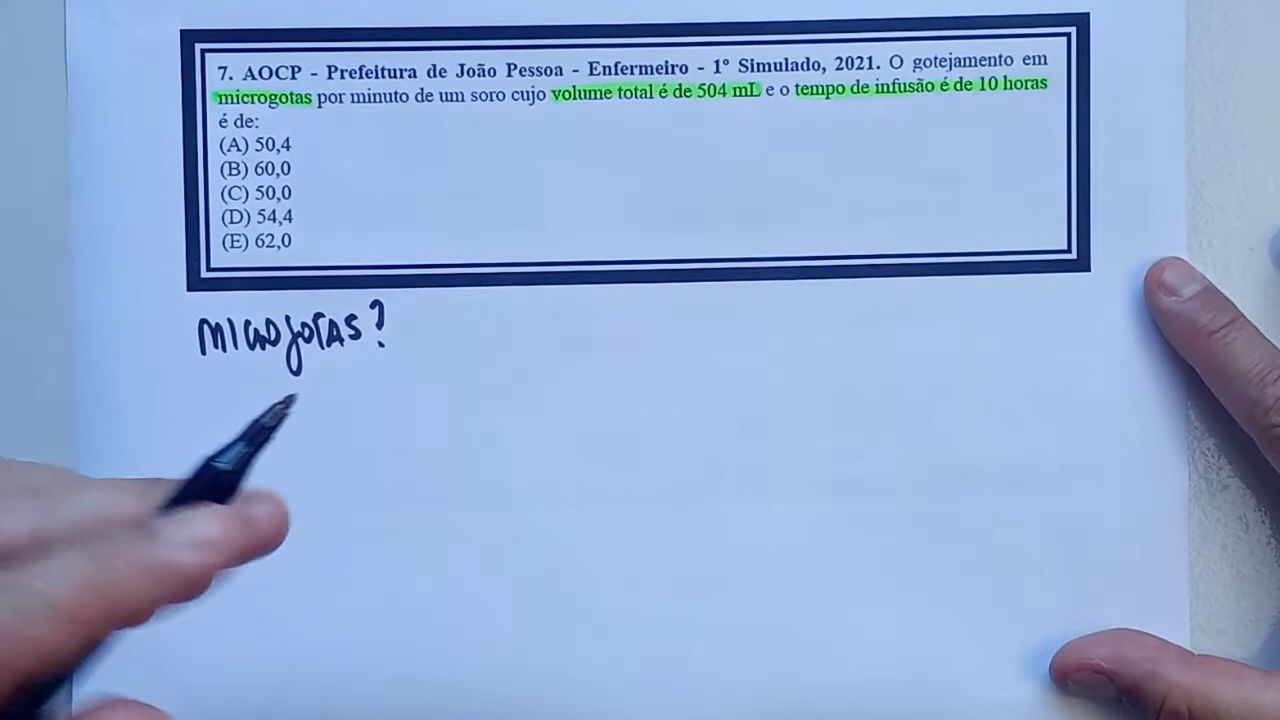 7. AOCP - Prefeitura de João Pessoa - Enfermeiro - 1º Simulado, 2021. O gotejamento em
microgotas por minuto de um soro cujo volume total é de 504 mL e o tempo de infusão é de 10 horas
é de:
(A) 50,4
(B) 60,0
(C) 50,0
(D) 54,4
(E) 62,0
MICROGOTAS?